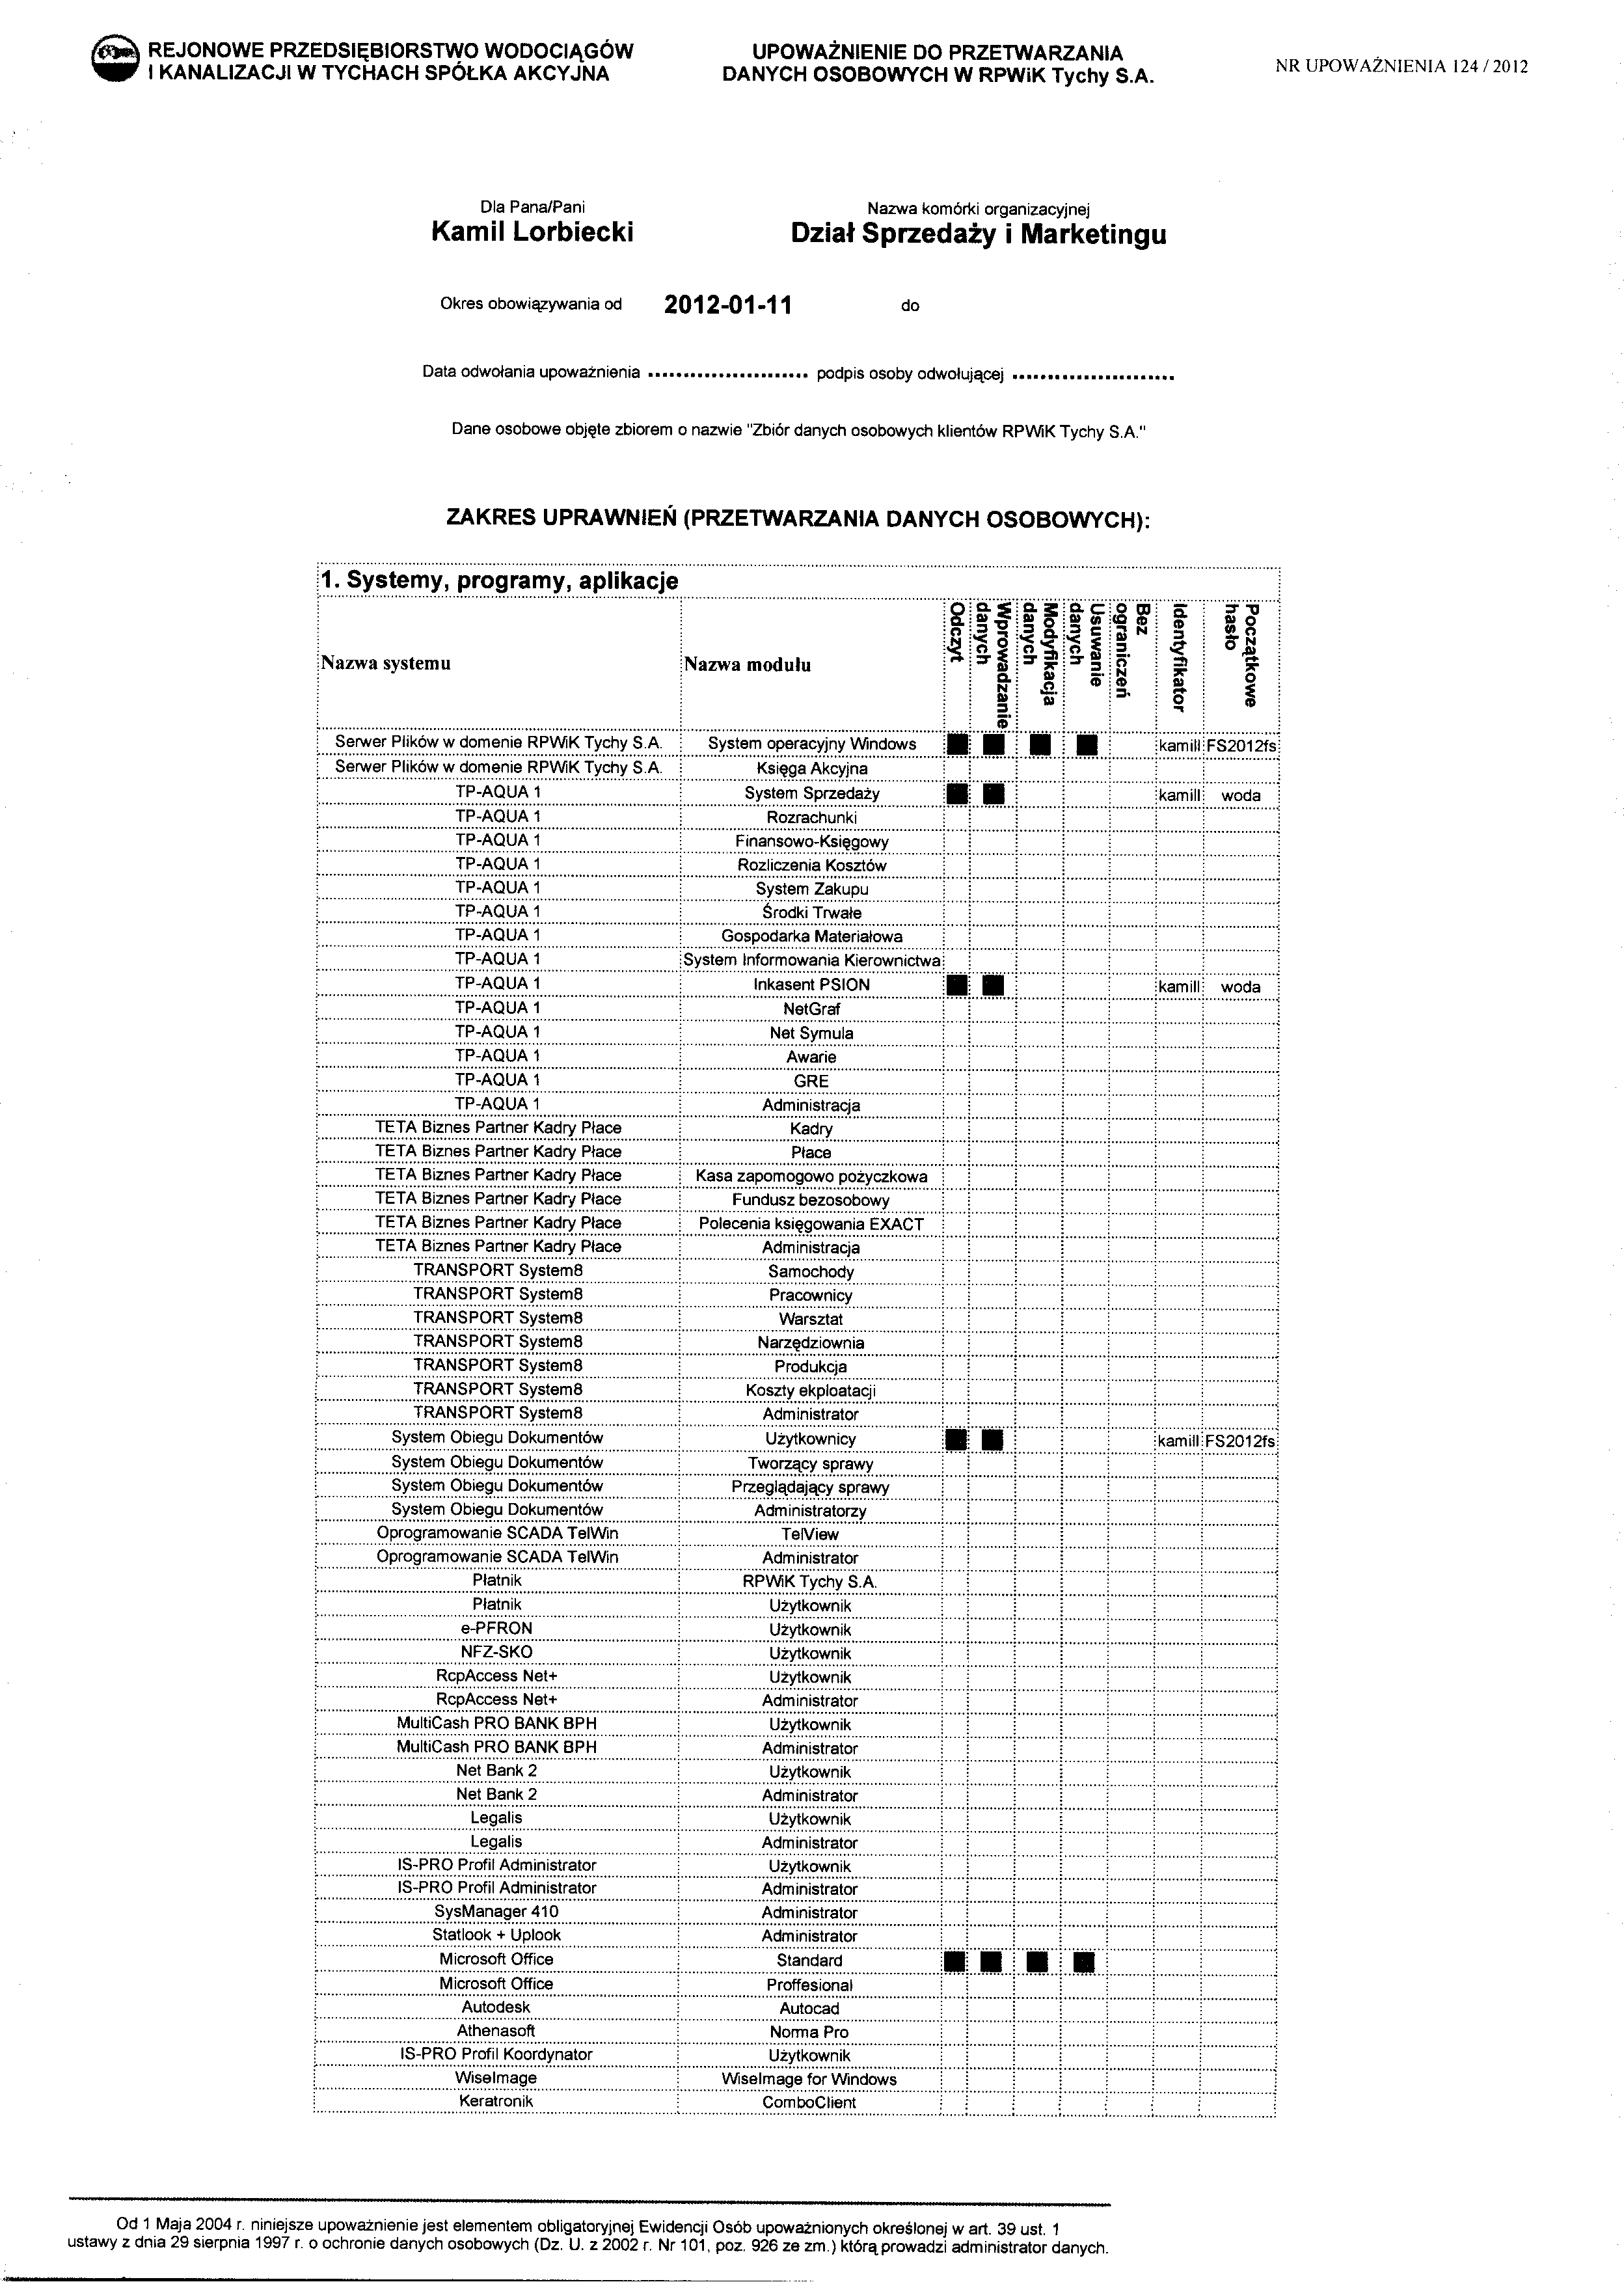 REJONOWE PRZEDSIĘBIORSTWO WODOCIĄGÓW
I KANALIZACJI W TYCHACH SPÓŁKA AKCYJNA
UPOWAŻNIENIE DO PRZETWARZANIA
DANYCH OSOBOWYCH W RPWiK Tychy S.A.
NR UPOWAŻNIENIA 124 / 2012
Dla Pana/Pani
Kamil Lorbiecki
Nazwa komórki organizacyjnej
Dział Sprzedaży i Marketingu
Okres obowiązywania od 2012-01-11 do
Data odwołania upoważnienia ....................... podpis osoby odwołującej .......................
Dane osobowe objęte zbiorem o nazwie "Zbiór danych osobowych klientów RPWiK Tychy S.A."
ZAKRES UPRAWNIEŃ (PRZETWARZANIA DANYCH OSOBOWYCH):
1. Systemy, programy, aplikacje
Nazwa systemu Nazwa modułu Odczyt Wprowadzanie danych Modyfikacja danych Usuwanie danych Bez ograniczeń Identyfikator Początkowe hasło
Serwer Plików w domenie RPWiK Tychy S.A. System operacyjny Windows ■ ■ ■ ■ kamill FS2012fs
Serwer Plików w domenie RPWiK Tychy S.A. Księga Akcyjna
TP-AQUA 1 System Sprzedaży ■ ■ kamill woda
TP-AQUA 1 Rozrachunki
TP-AQUA 1 Finansowo-Księgowy
TP-AQUA 1 Rozliczenia Kosztów
TP-AQUA 1 System Zakupu
TP-AQUA 1 Środki Trwałe
TP-AQUA 1 Gospodarka Materiałowa
TP-AQUA 1 System Informowania Kierownictwa
TP-AQUA 1 Inkasent PSION ■ ■ kamill woda
TP-AQUA 1 NetGraf
TP-AQUA 1 Net Symula
TP-AQUA 1 Awarie
TP-AQUA 1 GRE
TP-AQUA 1 Administracja
TETA Biznes Partner Kadry Płace Kadry
TETA Biznes Partner Kadry Płace Płace
TETA Biznes Partner Kadry Płace Kasa zapomogowo pożyczkowa
TETA Biznes Partner Kadry Płace Fundusz bezosobowy
TETA Biznes Partner Kadry Płace Polecenia księgowania EXACT
TETA Biznes Partner Kadry Płace Administracja
TRANSPORT System8 Samochody
TRANSPORT System8 Pracownicy
TRANSPORT System8 Warsztat
TRANSPORT System8 Narzędziownia
TRANSPORT System8 Produkcja
TRANSPORT System8 Koszty ekploatacji
TRANSPORT System8 Administrator
System Obiegu Dokumentów Użytkownicy ■ ■ kamill FS2012fs
System Obiegu Dokumentów Tworzący sprawy
System Obiegu Dokumentów Przeglądający sprawy
System Obiegu Dokumentów Administratorzy
Oprogramowanie SCADA TelWin TelView
Oprogramowanie SCADA TelWin Administrator
Płatnik RPWiK Tychy S.A.
Płatnik Użytkownik
e-PFRON Użytkownik
NFZ-SKO Użytkownik
RcpAccess Net+ Użytkownik
RcpAccess Net+ Administrator
MultiCash PRO BANK BPH Użytkownik
MultiCash PRO BANK BPH Administrator
Net Bank 2 Użytkownik
Net Bank 2 Administrator
Legalis Użytkownik
Legalis Administrator
IS-PRO Profil Administrator Użytkownik
IS-PRO Profil Administrator Administrator
SysManager 410 Administrator
Statlook + Uplook Administrator
Microsoft Office Standard ■ ■ ■ ■
Microsoft Office Proffesional
Autodesk Autocad
Athenasoft Norma Pro
IS-PRO Profil Koordynator Użytkownik
WiseImage WiseImage for Windows
Keratronik ComboClient
Od 1 Maja 2004 r. niniejsze upoważnienie jest elementem obligatoryjnej Ewidencji Osób upoważnionych określonej w art. 39 ust. 1
ustawy z dnia 29 sierpnia 1997 r. o ochronie danych osobowych (Dz. U. z 2002 r. Nr 101, poz. 926 ze zm.) którą prowadzi administrator danych.